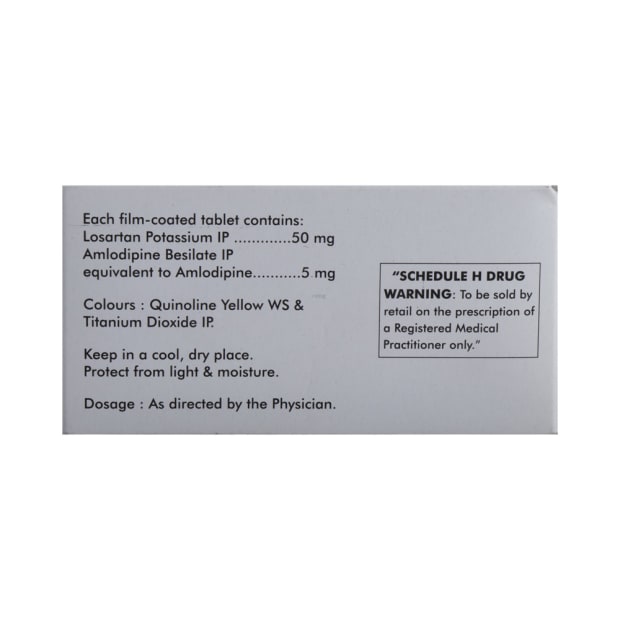 Each film-coated tablet contains:
Losartan Potassium IP .............50 mg
Amlodipine Besilate IP
equivalent to Amlodipine...........5 mg
Colours : Quinoline Yellow WS &
Titanium Dioxide IP.
Keep in a cool, dry place.
Protect from light & moisture.
Dosage : As directed by the Physician.
"SCHEDULE H DRUG
WARNING: To be sold by
retail on the prescription of
a Registered Medical
Practitioner only."